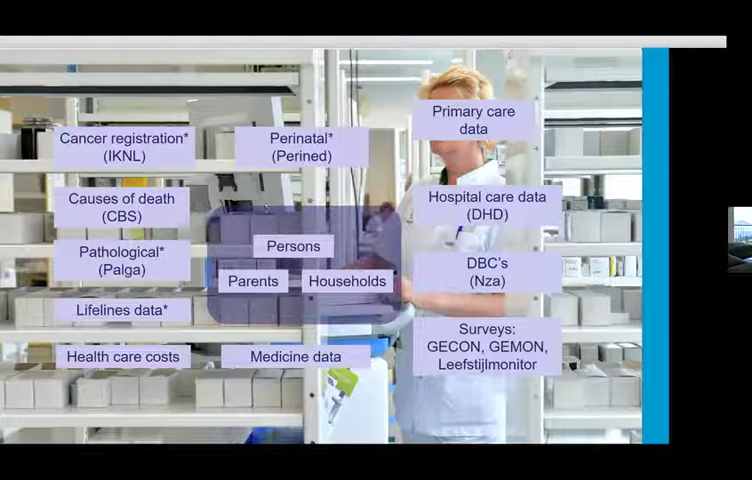 Cancer registration*
(IKNL)
Perinatal*
(Perined)
Primary care
data
Causes of death
(CBS)
Hospital care data
(DHD)
Pathological*
(Palga)
Persons
Parents
Households
DBC's
(Nza)
Lifelines data*
Surveys:
GECON, GEMON,
Leefstijlmonitor
Health care costs
Medicine data